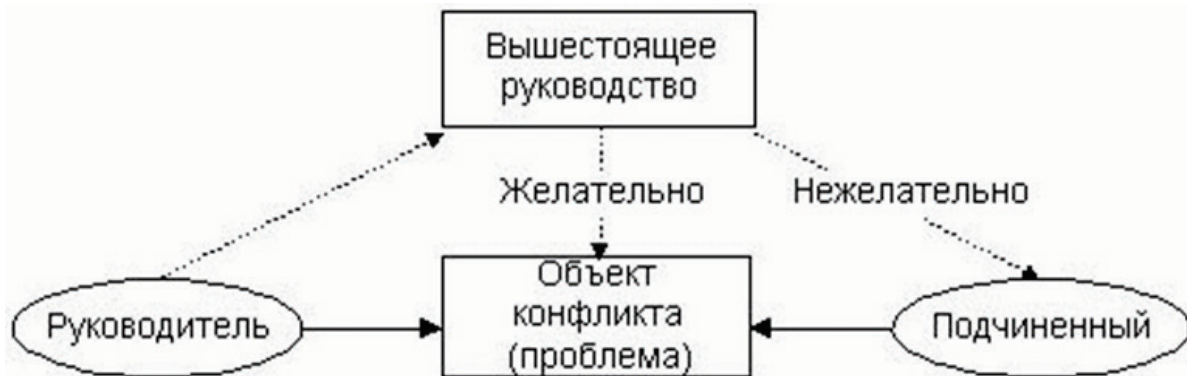 Вышестоящее
руководство
Желательно
Нежелательно
Руководитель
Объект
конфликта
(проблема)
Подчиненный